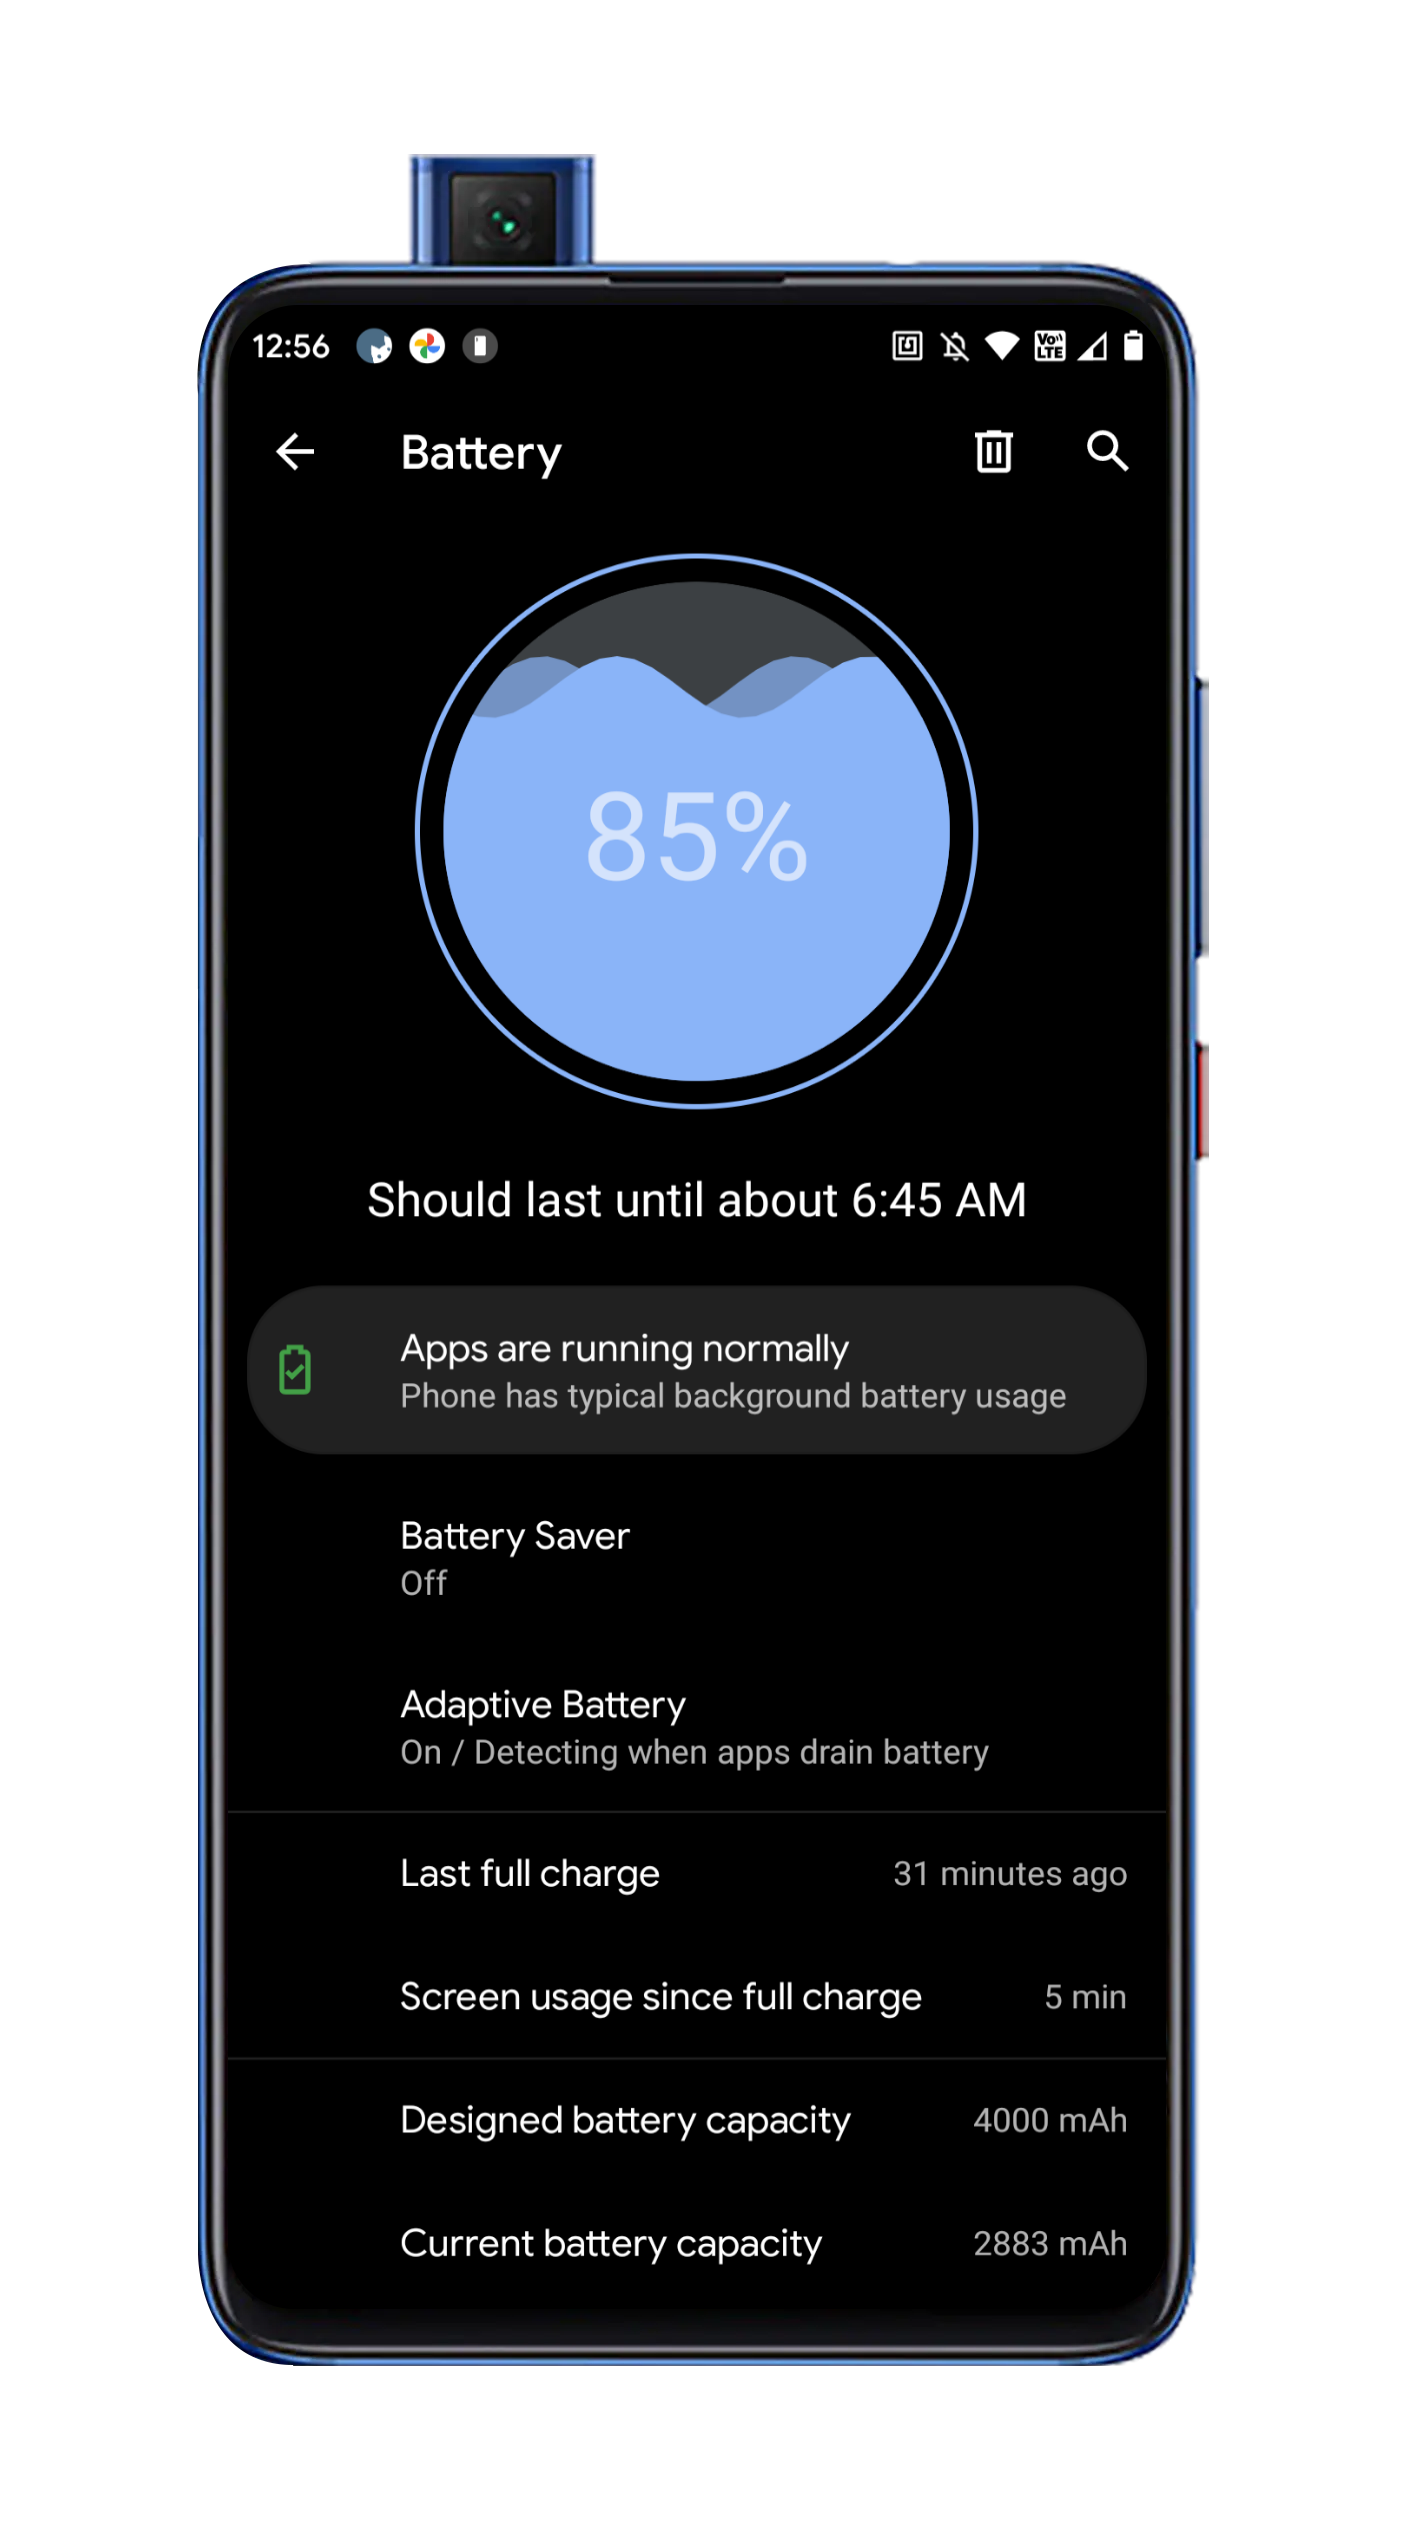 12:56
Vo))
LTE
Battery
85%
Should last until about 6:45 AM
Apps are running normally
Phone has typical background battery usage
Battery Saver
Off
Adaptive Battery
On / Detecting when apps drain battery
Last full charge 31 minutes ago
Screen usage since full charge 5 min
Designed battery capacity 4000 mAh
Current battery capacity 2883 mAh